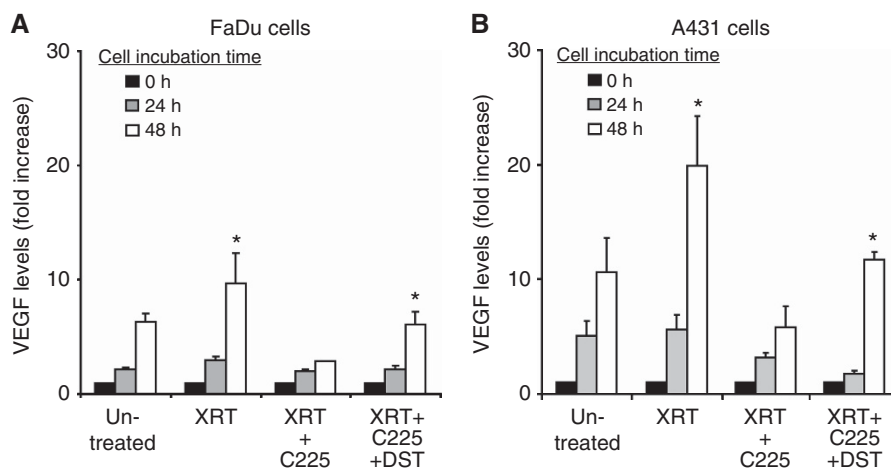 A
FaDu cells
VEGF levels (fold increase)
30
20
10
0
Cell incubation time
0 h
24 h
48 h
*
*
Un-
treated
XRT
XRT
+
C225
XRT+
C225
+DST
B
A431 cells
VEGF levels (fold increase)
30
20
10
0
Cell incubation time
0 h
24 h
48 h
*
*
Un-
treated
XRT
XRT
+
C225
XRT+
C225
+DST